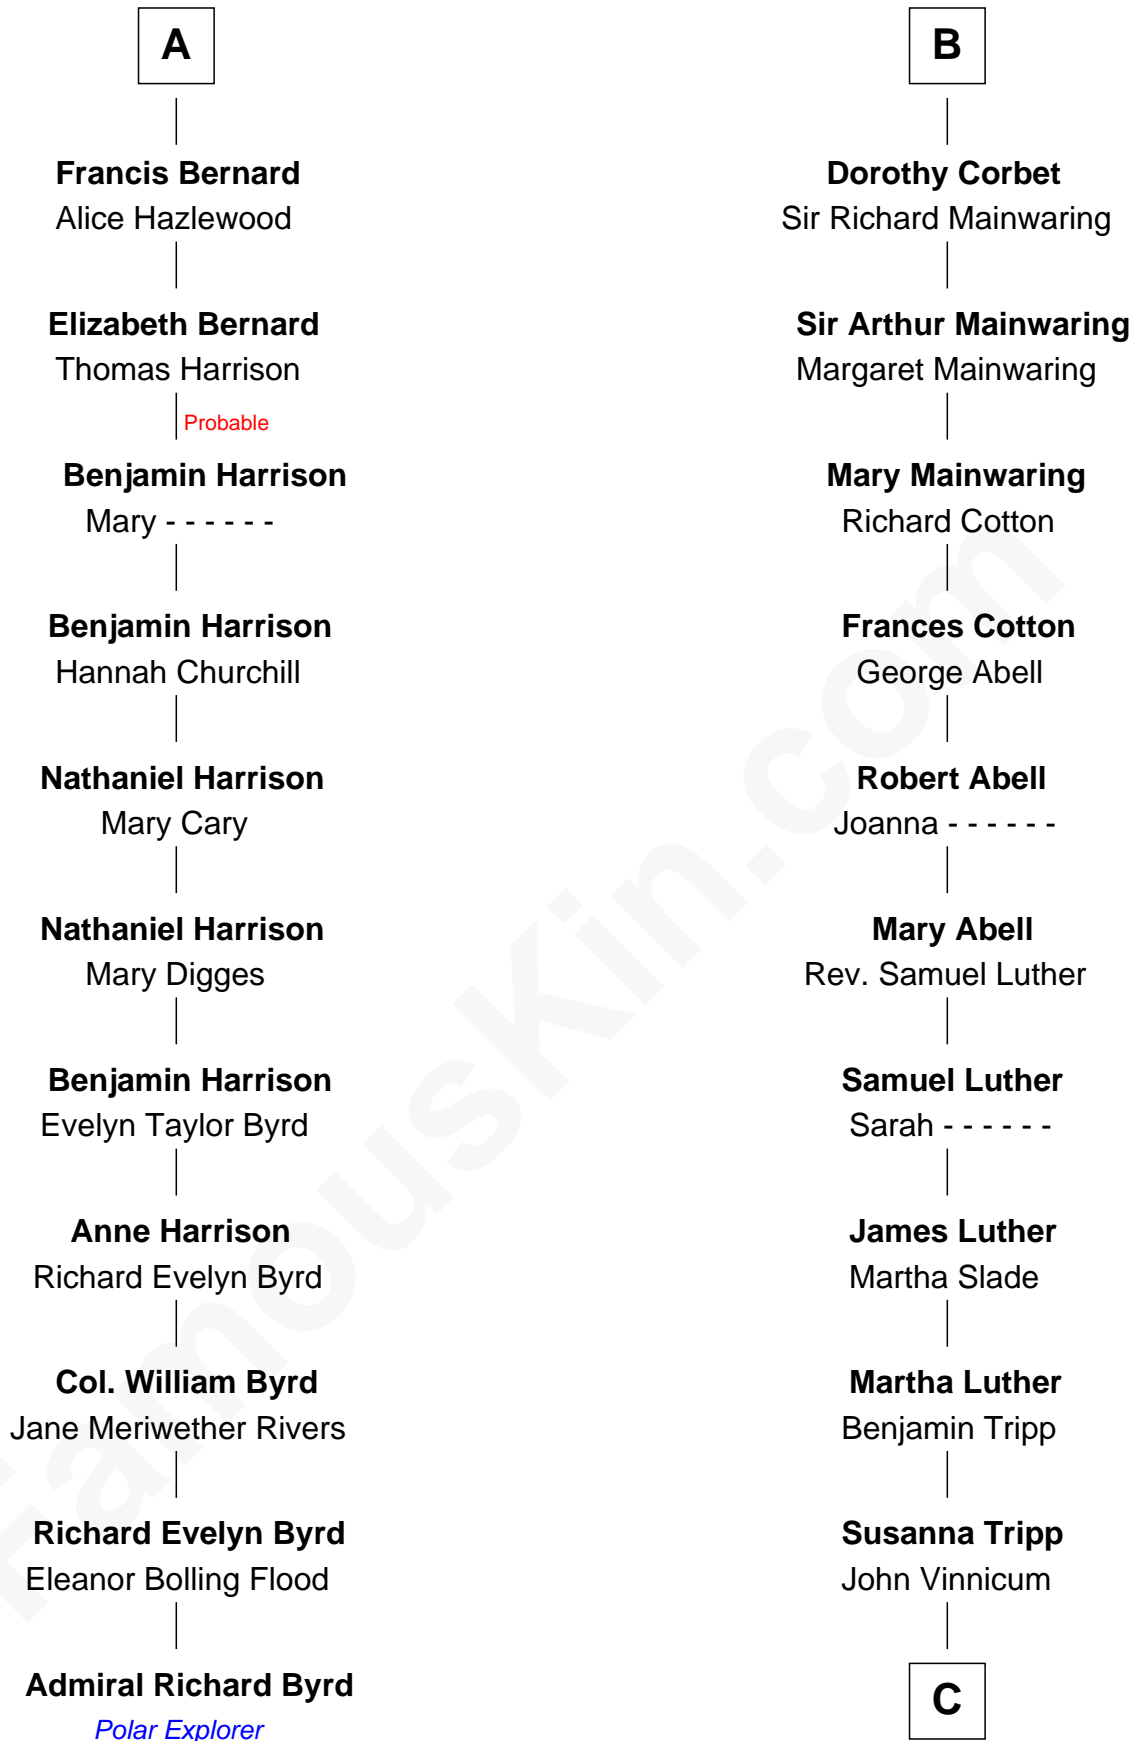 A
Francis Bernard
Alice Hazlewood
Elizabeth Bernard
Thomas Harrison
Probable
Benjamin Harrison
Mary - - - - - -
Benjamin Harrison
Hannah Churchill
Nathaniel Harrison
Mary Cary
Nathaniel Harrison
Mary Digges
Benjamin Harrison
Evelyn Taylor Byrd
Anne Harrison
Richard Evelyn Byrd
Col. William Byrd
Jane Meriwether Rivers
Richard Evelyn Byrd
Eleanor Bolling Flood
Admiral Richard Byrd
Polar Explorer
B
Dorothy Corbet
Sir Richard Mainwaring
Sir Arthur Mainwaring
Margaret Mainwaring
Mary Mainwaring
Richard Cotton
Frances Cotton
George Abell
Robert Abell
Joanna - - - - - -
Mary Abell
Rev. Samuel Luther
Samuel Luther
Sarah - - - - - -
James Luther
Martha Slade
Martha Luther
Benjamin Tripp
Susanna Tripp
John Vinnicum
C
FamousKin.com